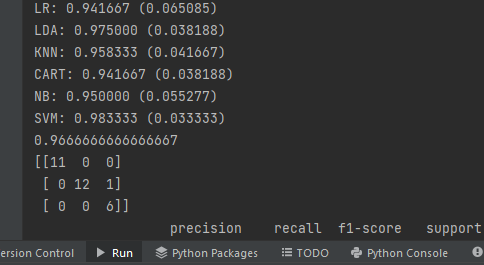 LR: 0.941667 (0.065085)
LDA: 0.975000 (0.038188)
KNN: 0.958333 (0.041667)
CART: 0.941667 (0.038188)
NB: 0.950000 (0.055277)
SVM: 0.983333 (0.033333)
0.9666666666666667
[[11  0  0]
 [ 0 12  1]
 [ 0  0  6]]
precision    recall  f1-score   support
ersion Control Run Python Packages TODO Python Console